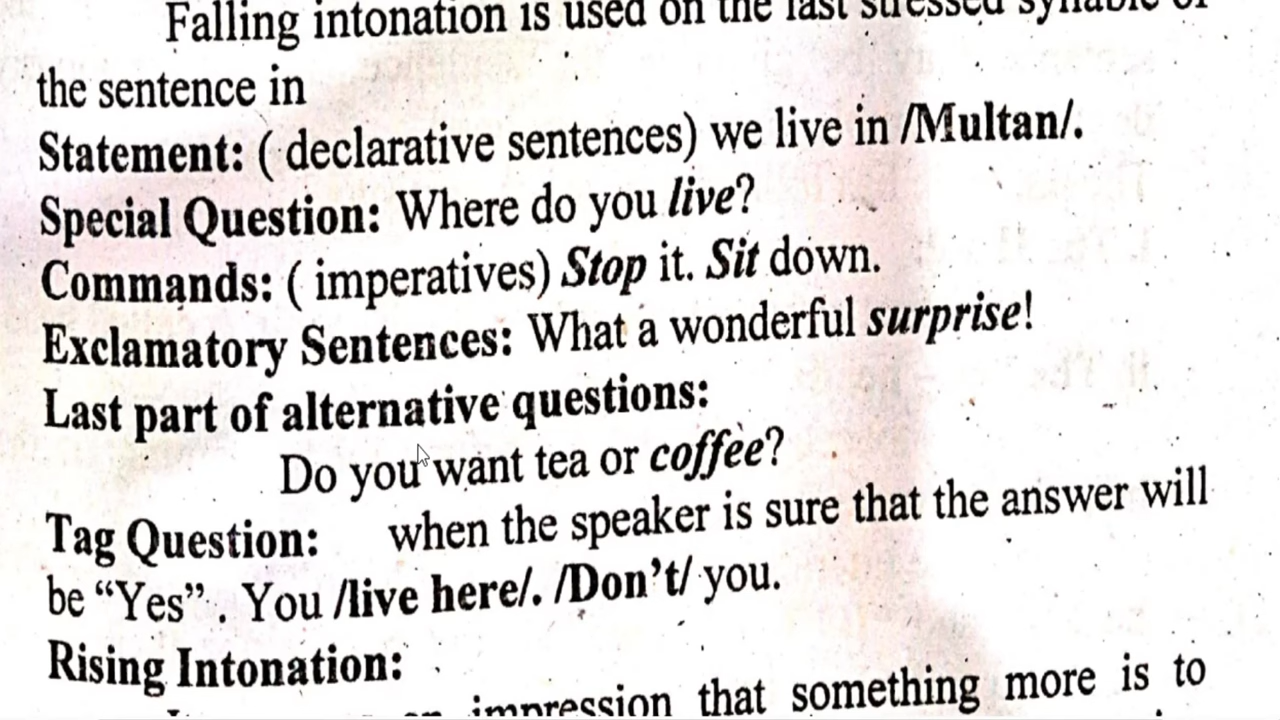 Falling intonation is used on the last stressed syllable of
the sentence in
Statement: ( declarative sentences) we live in /Multan/.
Special Question: Where do you live?
Commands: ( imperatives) Stop it. Sit down.
Exclamatory Sentences: What a wonderful surprise!
Last part of alternative questions:
Do you want tea or coffee?
Tag Question: when the speaker is sure that the answer will
be “Yes”. You /live here/. /Don’t/ you.
Rising Intonation:
impression that something more is to